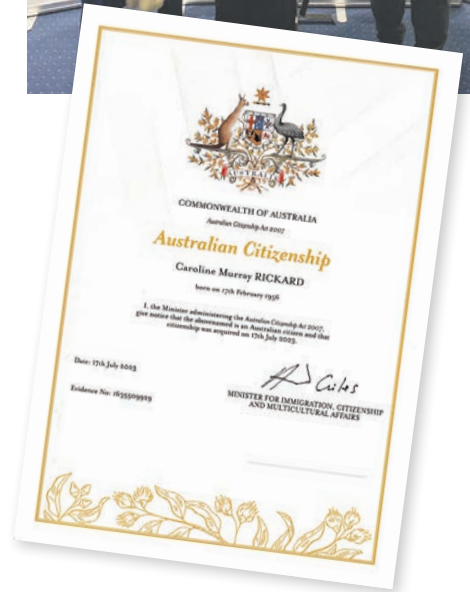 AUSTRALIA
COMMONWEALTH OF AUSTRALIA
Australian Citizenship Act 2007
Australian Citizenship
Caroline Murray RICKARD
born on 17th February 1956
I, the Minister administering the Australian Citizenship Act 2007,
give notice that the abovenamed is an Australian citizen and that
citizenship was acquired on 17th July 2023.
Date: 17th July 2023
Evidence No: 1635509929
Giles
MINISTER FOR IMMIGRATION, CITIZENSHIP
AND MULTICULTURAL AFFAIRS